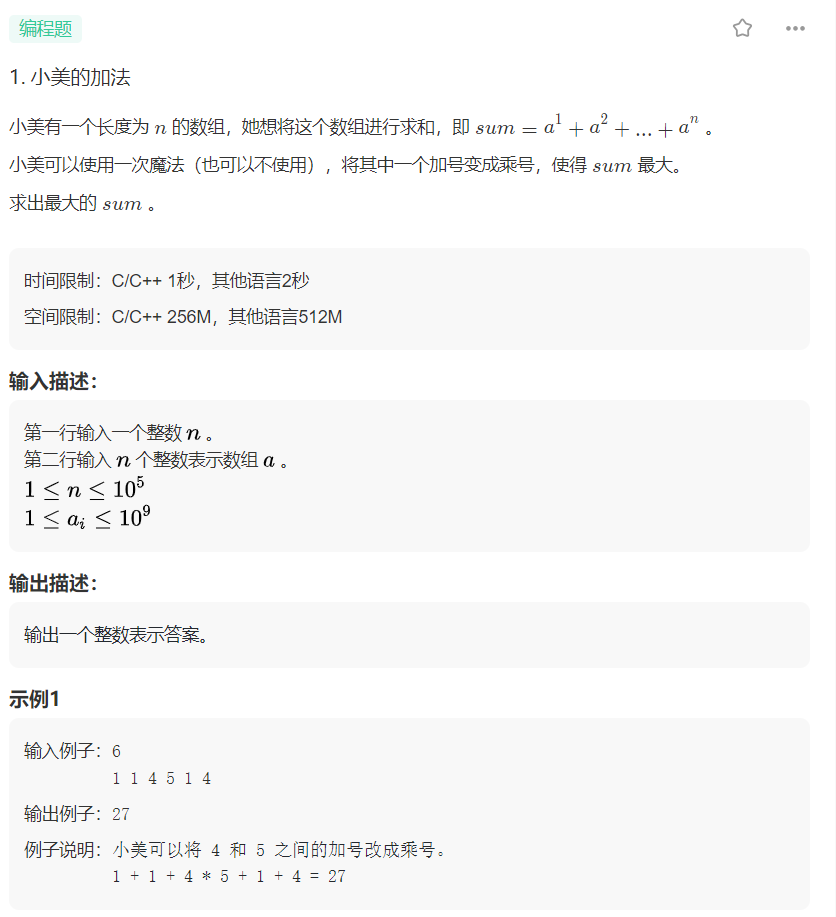 编程题
1. 小美的加法
小美有一个长度为 n 的数组，她想将这个数组进行求和，即 sum = a^1 + a^2 + ... + a^n 。
小美可以使用一次魔法（也可以不使用），将其中一个加号变成乘号，使得 sum 最大。
求出最大的 sum 。
时间限制：C/C++ 1秒，其他语言2秒
空间限制：C/C++ 256M，其他语言512M
输入描述：
第一行输入一个整数 n 。
第二行输入 n 个整数表示数组 a 。
1 ≤ n ≤ 10^5
1 ≤ a_i ≤ 10^9
输出描述：
输出一个整数表示答案。
示例1
输入例子：6
1 1 4 5 1 4
输出例子：27
例子说明：小美可以将 4 和 5 之间的加号改成乘号。
1 + 1 + 4 * 5 + 1 + 4 = 27